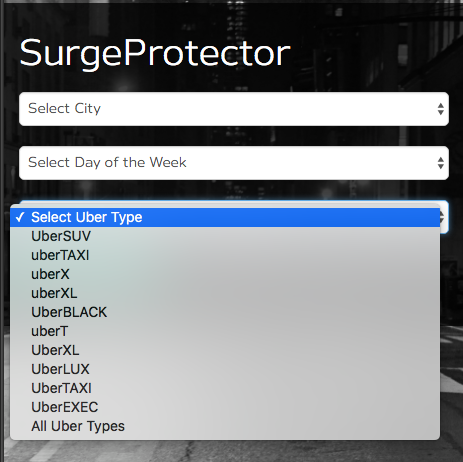 SurgeProtector
Select City
Select Day of the Week
✓ Select Uber Type
UberSUV
uberTAXI
uberX
uberXL
UberBLACK
uberT
UberXL
UberLUX
UberTAXI
UberEXEC
All Uber Types